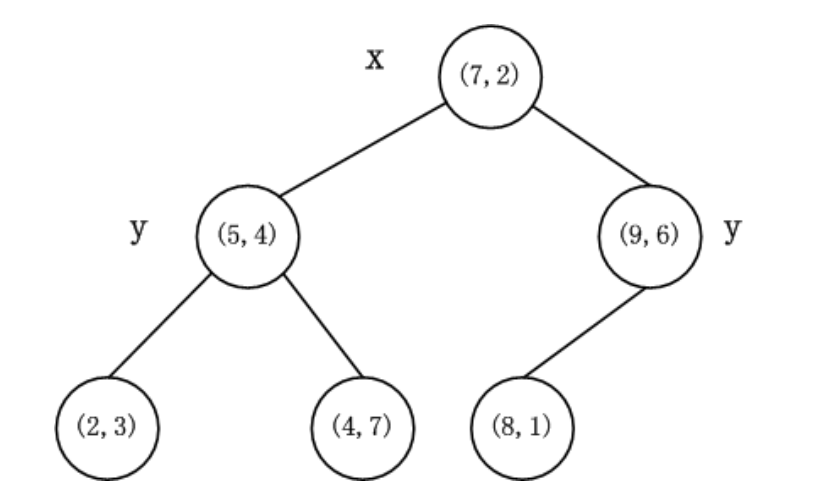 x
(7, 2)
y
(5, 4)
(9, 6)
y
(2, 3)
(4, 7)
(8, 1)